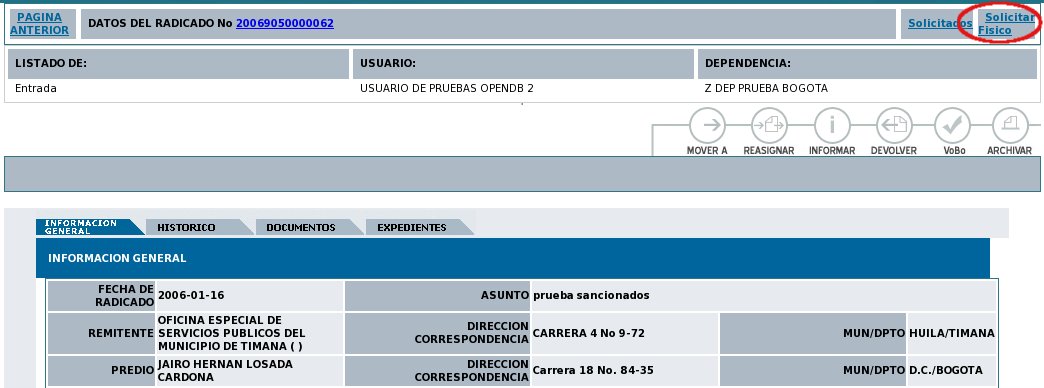 PAGINA ANTERIOR
DATOS DEL RADICADO No 20069050000062
Solicitados
Solicitar Fisico
LISTADO DE: USUARIO: DEPENDENCIA:
Entrada USUARIO DE PRUEBAS OPENDB 2 Z DEP PRUEBA BOGOTA
MOVER A REASIGNAR INFORMAR DEVOLVER VoBo ARCHIVAR
INFORMACION GENERAL HISTORICO DOCUMENTOS EXPEDIENTES
INFORMACION GENERAL
FECHA DE RADICADO 2006-01-16 ASUNTO prueba sancionados
REMITENTE OFICINA ESPECIAL DE SERVICIOS PUBLICOS DEL MUNICIPIO DE TIMANA ( ) DIRECCION CORRESPONDENCIA CARRERA 4 No 9-72 MUN/DPTO HUILA/TIMANA
PREDIO JAIRO HERNAN LOSADA CARDONA DIRECCION CORRESPONDENCIA Carrera 18 No. 84-35 MUN/DPTO D.C./BOGOTA